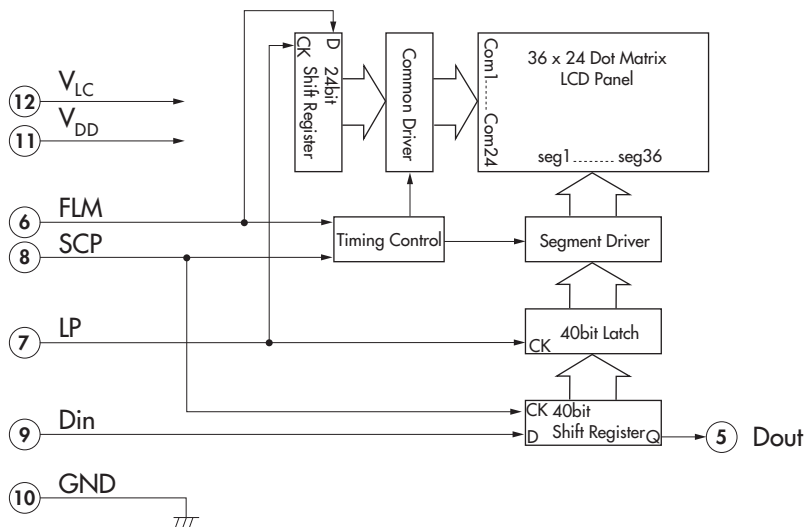 D
CK
24bit
Shift Register
Common Driver
Com1........Com24
36 x 24 Dot Matrix
LCD Panel
seg1........ seg36
12 VLC
11 VDD
6 FLM
8 SCP
Timing Control
Segment Driver
7 LP
40bit Latch
CK
CK 40bit
D Shift Register Q
9 Din
5 Dout
10 GND